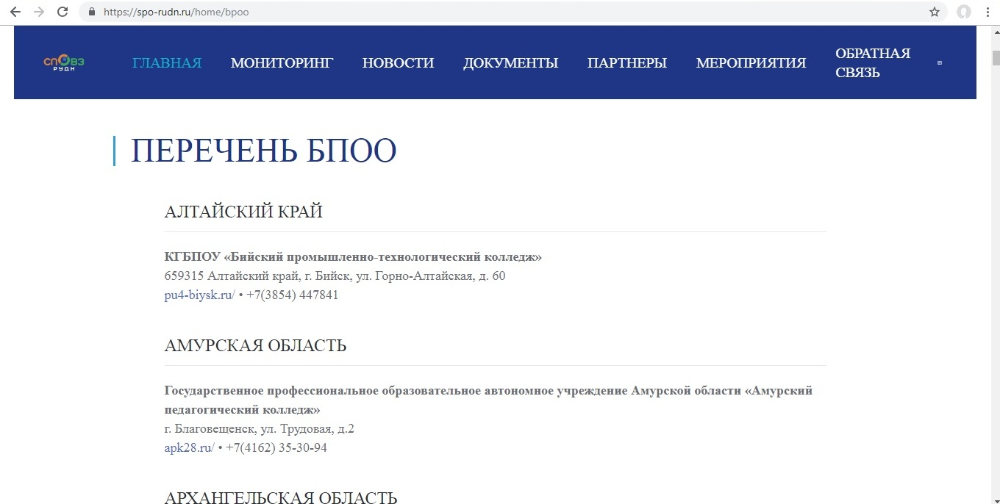 https://spo-rudn.ru/home/bpoo
СПОВЗ
РУДН
ГЛАВНАЯ МОНИТОРИНГ НОВОСТИ ДОКУМЕНТЫ ПАРТНЕРЫ МЕРОПРИЯТИЯ ОБРАТНАЯ
СВЯЗЬ
ПЕРЕЧЕНЬ БПОО
АЛТАЙСКИЙ КРАЙ
КГБПОУ «Бийский промышленно-технологический колледж»
659315 Алтайский край, г. Бийск, ул. Горно-Алтайская, д. 60
pu4-biysk.ru/ • +7(3854) 447841
АМУРСКАЯ ОБЛАСТЬ
Государственное профессиональное образовательное автономное учреждение Амурской области «Амурский
педагогический колледж»
г. Благовещенск, ул. Трудовая, д.2
apk28.ru/ • +7(4162) 35-30-94
АРХАНГЕЛЬСКАЯ ОБЛАСТЬ